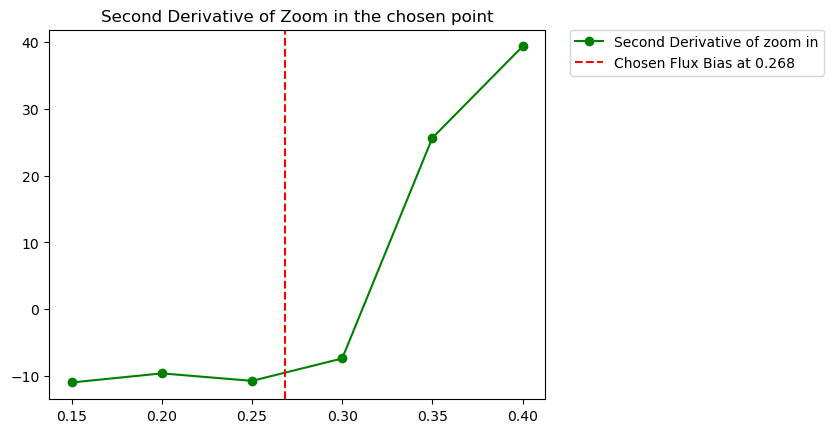 Second Derivative of Zoom in the chosen point
Second Derivative of zoom in
Chosen Flux Bias at 0.268
40
30
20
10
0
−10
0.15 0.20 0.25 0.30 0.35 0.40